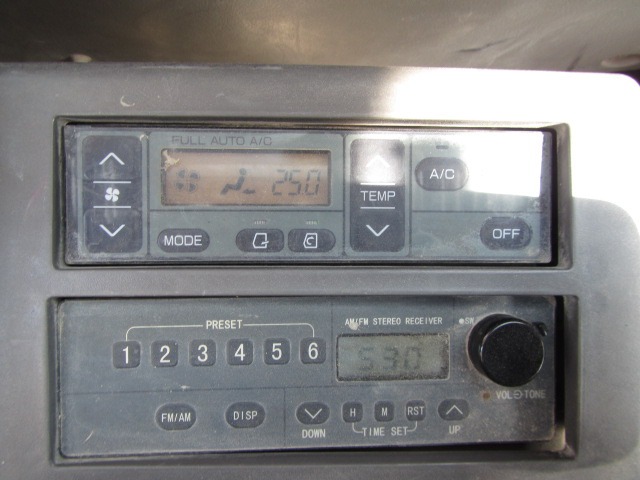 FULL AUTO A/C
25.0
TEMP
A/C
MODE
OFF
PRESET
AM/FM STEREO RECEIVER
SW
1 2 3 4 5 6
VOL TONE
FM/AM
DISP
H M RST
DOWN
TIME SET
UP